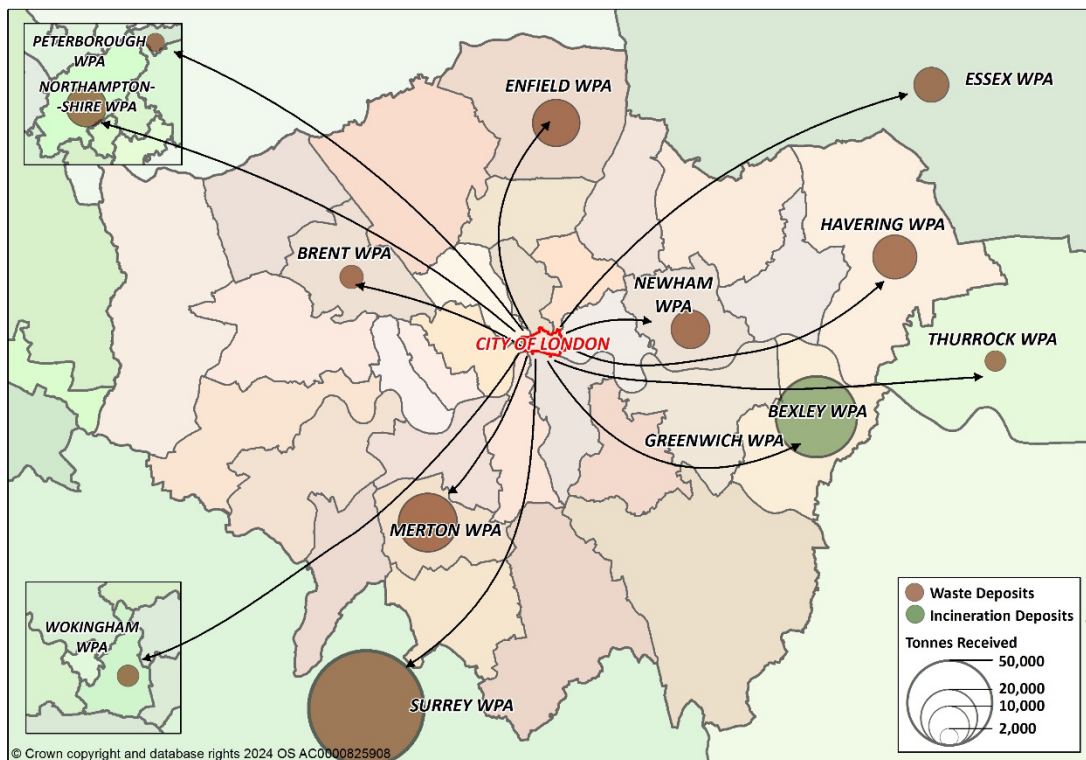 PETERBOROUGH
WPA
NORTHAMPTON-
-SHIRE WPA
ENFIELD WPA
ESSEX WPA
HAVERING WPA
BRENT WPA
NEWHAM
WPA
CITY OF LONDON
THURROCK WPA
BEXLEY WPA
GREENWICH WPA
MERTON WPA
WOKINGHAM
WPA
SURREY WPA
Waste Deposits
Incineration Deposits
Tonnes Received
50,000
20,000
10,000
2,000
© Crown copyright and database rights 2024 OS AC0000825908